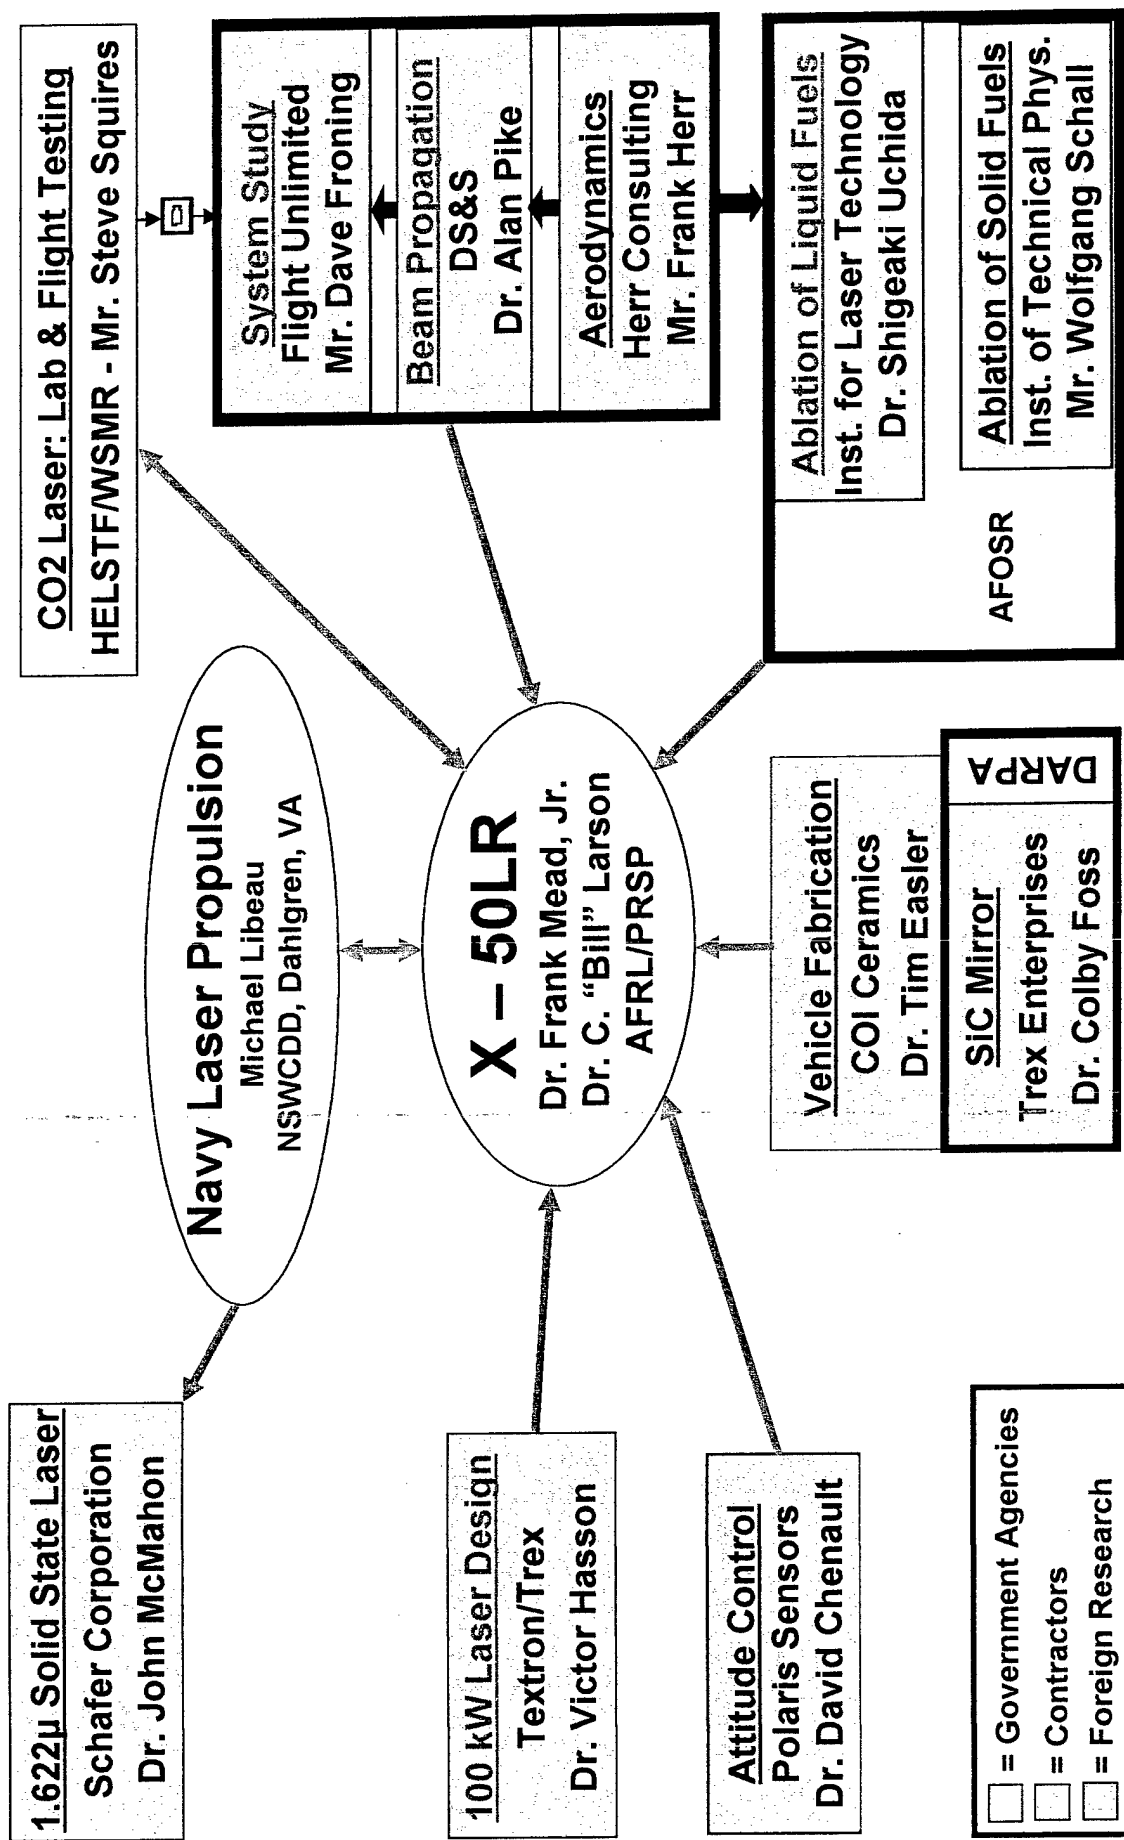 1.622µ Solid State Laser
Schafer Corporation
Dr. John McMahon
Navy Laser Propulsion
Michael Libeau
NSWCDD, Dahlgren, VA
CO2 Laser: Lab & Flight Testing
HELSTF/WSMR - Mr. Steve Squires
System Study
Flight Unlimited
Mr. Dave Froning
Beam Propagation
DS&S
Dr. Alan Pike
Aerodynamics
Herr Consulting
Mr. Frank Herr
100 kW Laser Design
Textron/Trex
Dr. Victor Hasson
X – 50LR
Dr. Frank Mead, Jr.
Dr. C. “Bill” Larson
AFRL/PRSP
Attitude Control
Polaris Sensors
Dr. David Chenault
Vehicle Fabrication
COI Ceramics
Dr. Tim Easler
SiC Mirror
Trex Enterprises
Dr. Colby Foss
DARPA
Ablation of Liquid Fuels
Inst. for Laser Technology
Dr. Shigeaki Uchida
AFOSR
Ablation of Solid Fuels
Inst. of Technical Phys.
Mr. Wolfgang Schall
= Government Agencies
= Contractors
= Foreign Research